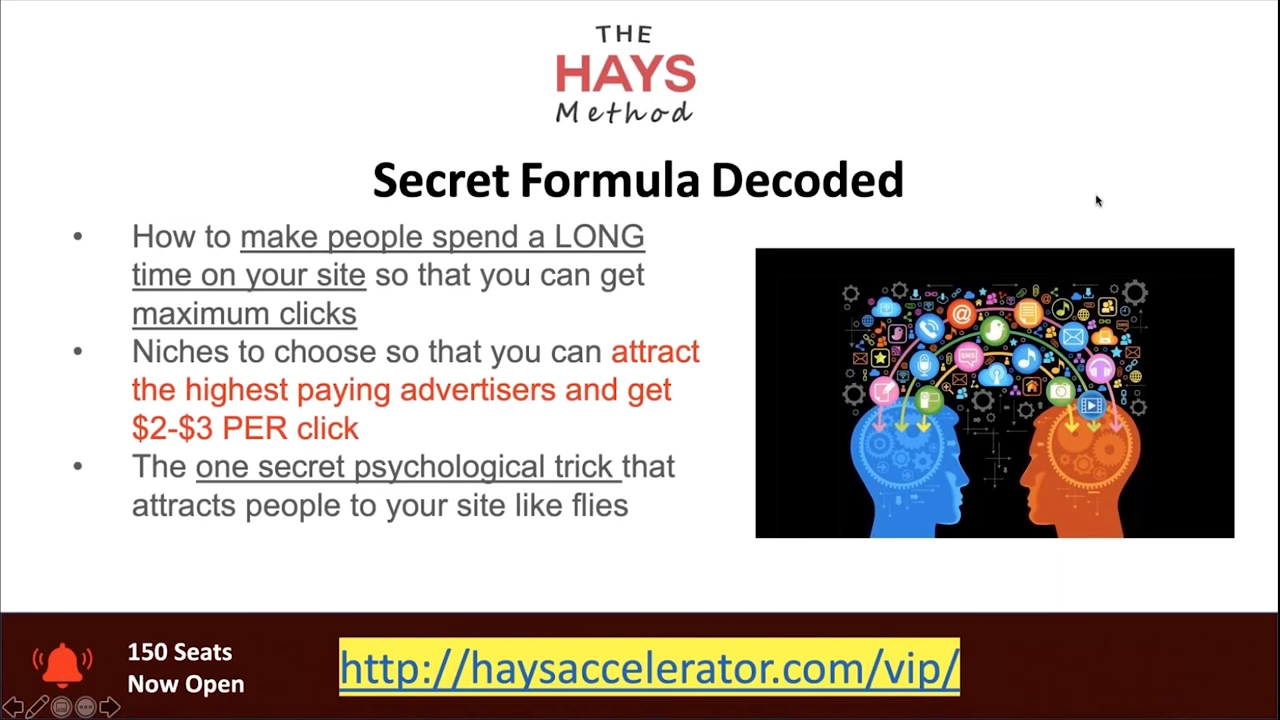 THE
HAYS
Method
Secret Formula Decoded
• How to make people spend a LONG
time on your site so that you can get
maximum clicks
• Niches to choose so that you can attract
the highest paying advertisers and get
$2-$3 PER click
• The one secret psychological trick that
attracts people to your site like flies
@
SMS
150 Seats
Now Open
http://haysaccelerator.com/vip/